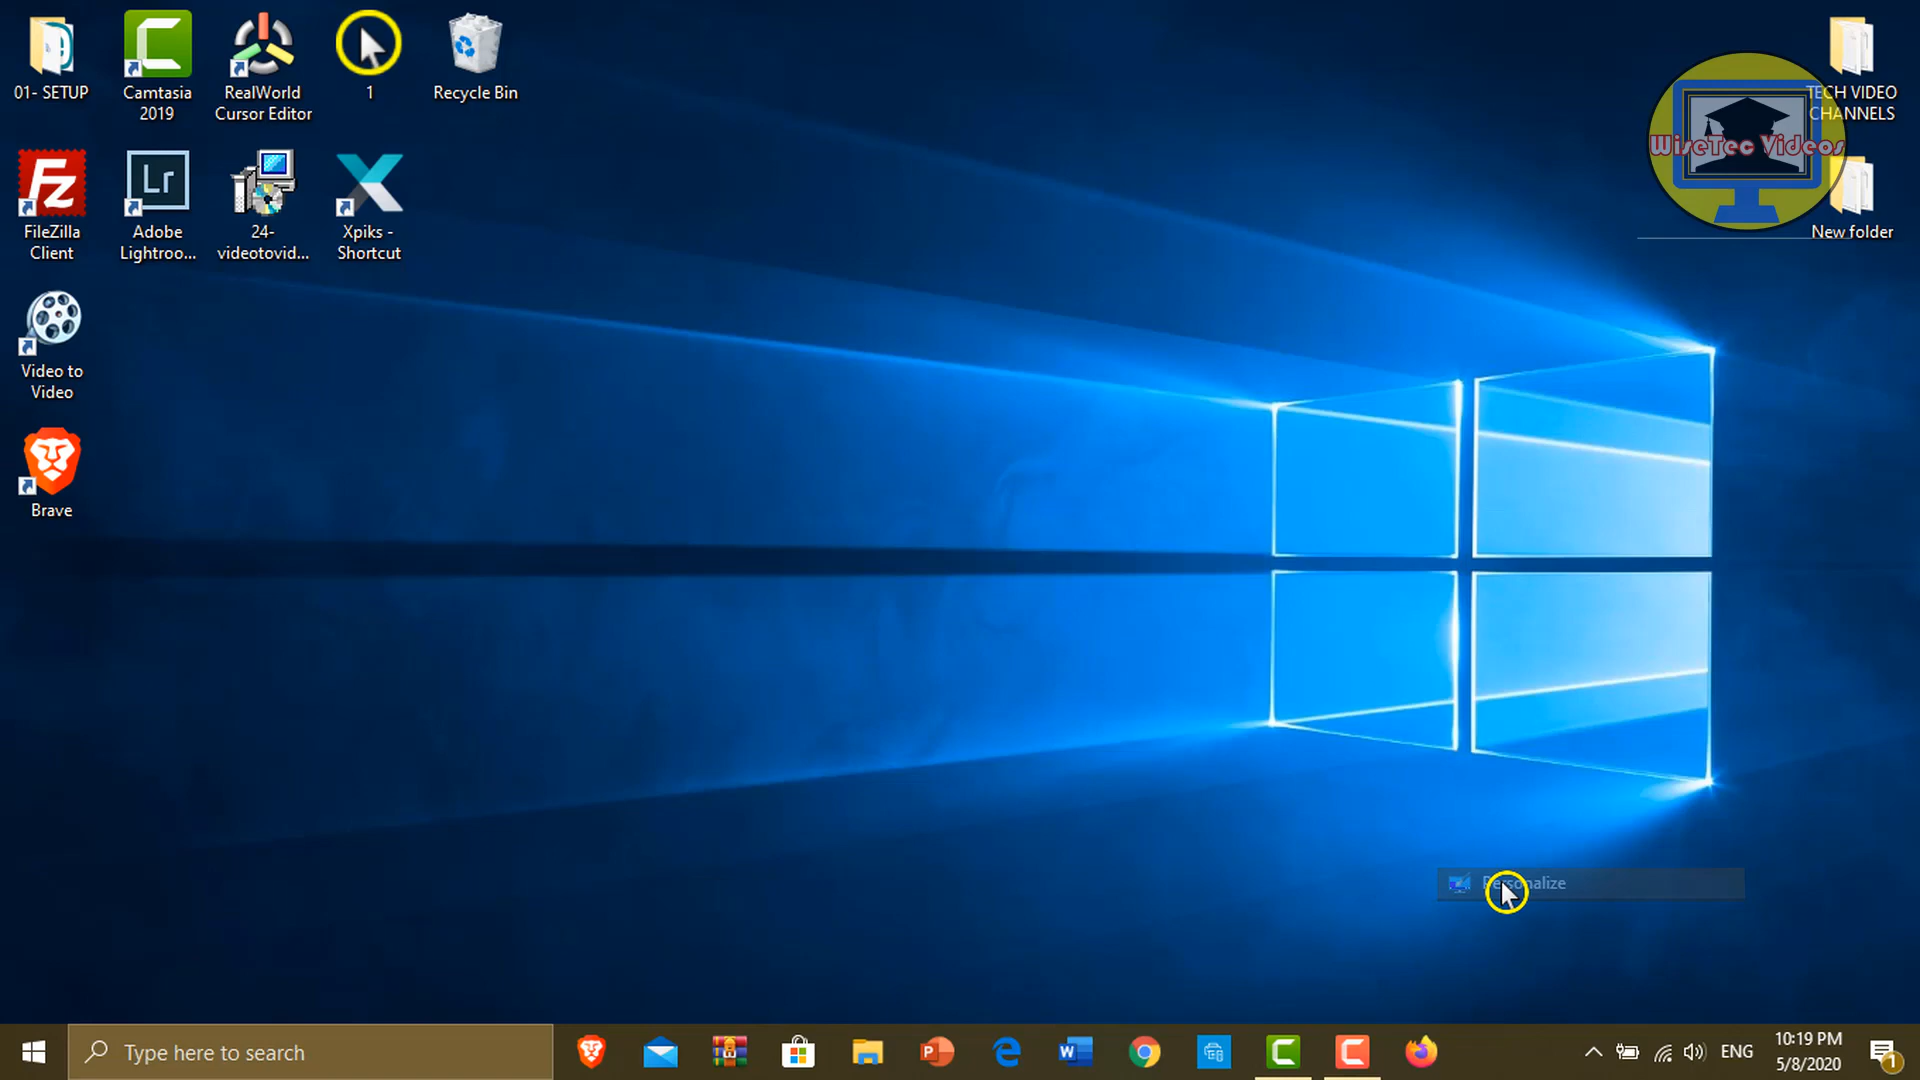 01- SETUP
Camtasia
2019
RealWorld
Cursor Editor
1
Recycle Bin
TECH VIDEO
CHANNELS
WiseTec Videos
FileZilla
Client
Adobe
Lightroo...
Lr
24-
videotovid...
Xpiks -
Shortcut
New folder
Video to
Video
Brave
Personalize
Type here to search
ENG
10:19 PM
5/8/2020
1